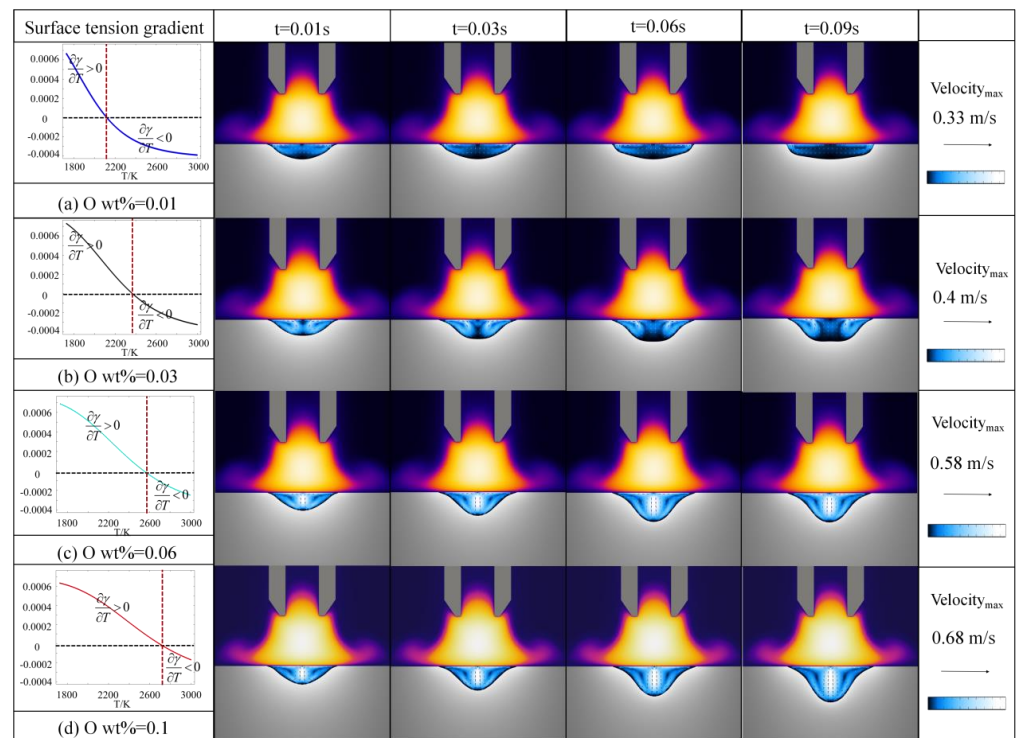 Surface tension gradient t=0.01s t=0.03s t=0.06s t=0.09s
0.0006
0.0004
0.0002
0
-0.0002
-0.0004
∂γ/∂T>0
∂γ/∂T<0
1800 2200 2600 3000
T/K
(a) O wt%=0.01
Velocitymax
0.33 m/s
0.0006
0.0004
0.0002
0
-0.0002
-0.0004
∂γ/∂T>0
∂γ/∂T<0
1800 2200 2600 3000
T/K
(b) O wt%=0.03
Velocitymax
0.4 m/s
0.0006
0.0004
0.0002
0
-0.0002
-0.0004
∂γ/∂T>0
∂γ/∂T<0
1800 2200 2600 3000
T/K
(c) O wt%=0.06
Velocitymax
0.58 m/s
0.0006
0.0004
0.0002
0
-0.0002
-0.0004
∂γ/∂T>0
∂γ/∂T<0
1800 2200 2600 3000
T/K
(d) O wt%=0.1
Velocitymax
0.68 m/s